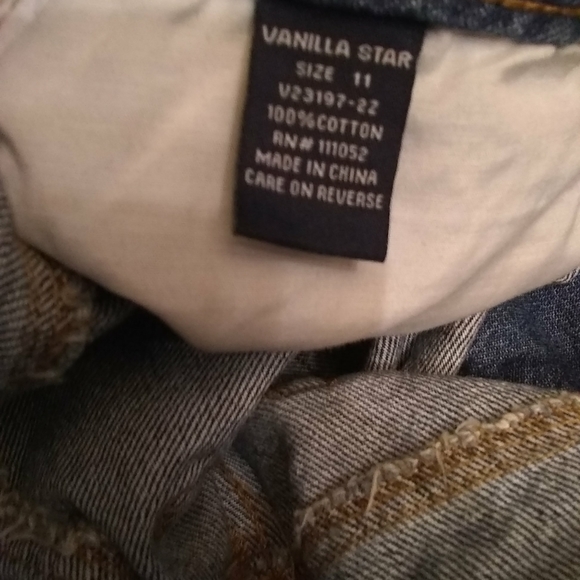 VANILLA STAR
SIZE 11
V23197-22
100%COTTON
RN# 111052
MADE IN CHINA
CARE ON REVERSE